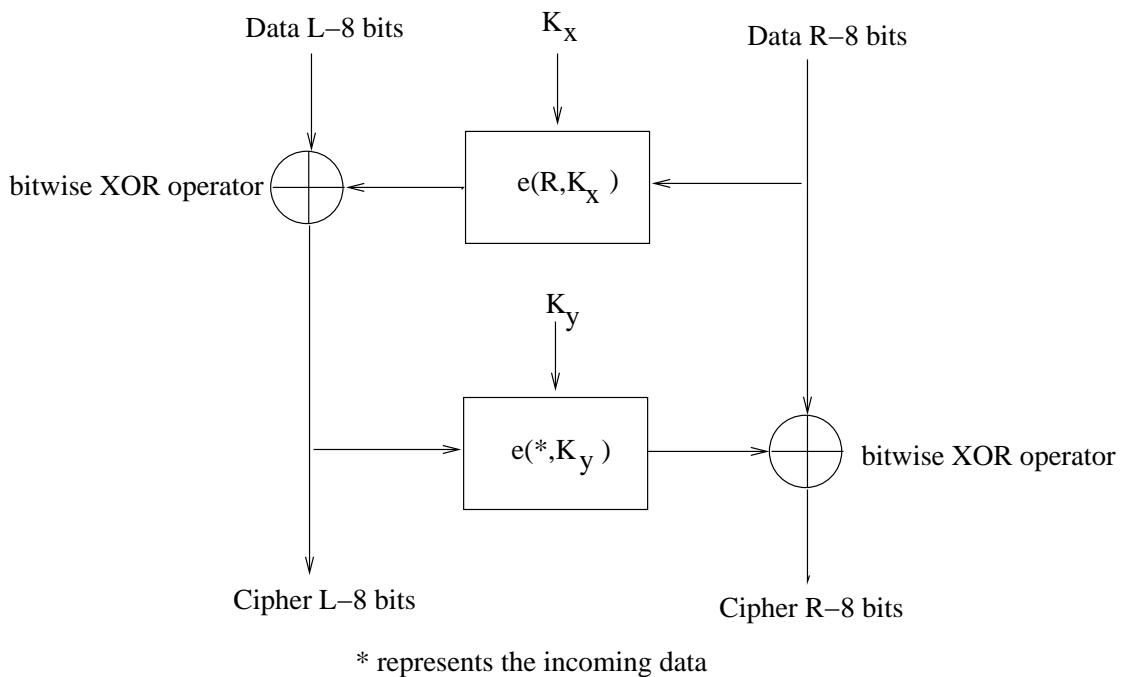 Data L–8 bits
K_x
Data R–8 bits
bitwise XOR operator
e(R,K_x )
K_y
e(*,K_y )
bitwise XOR operator
Cipher L–8 bits
Cipher R–8 bits
* represents the incoming data